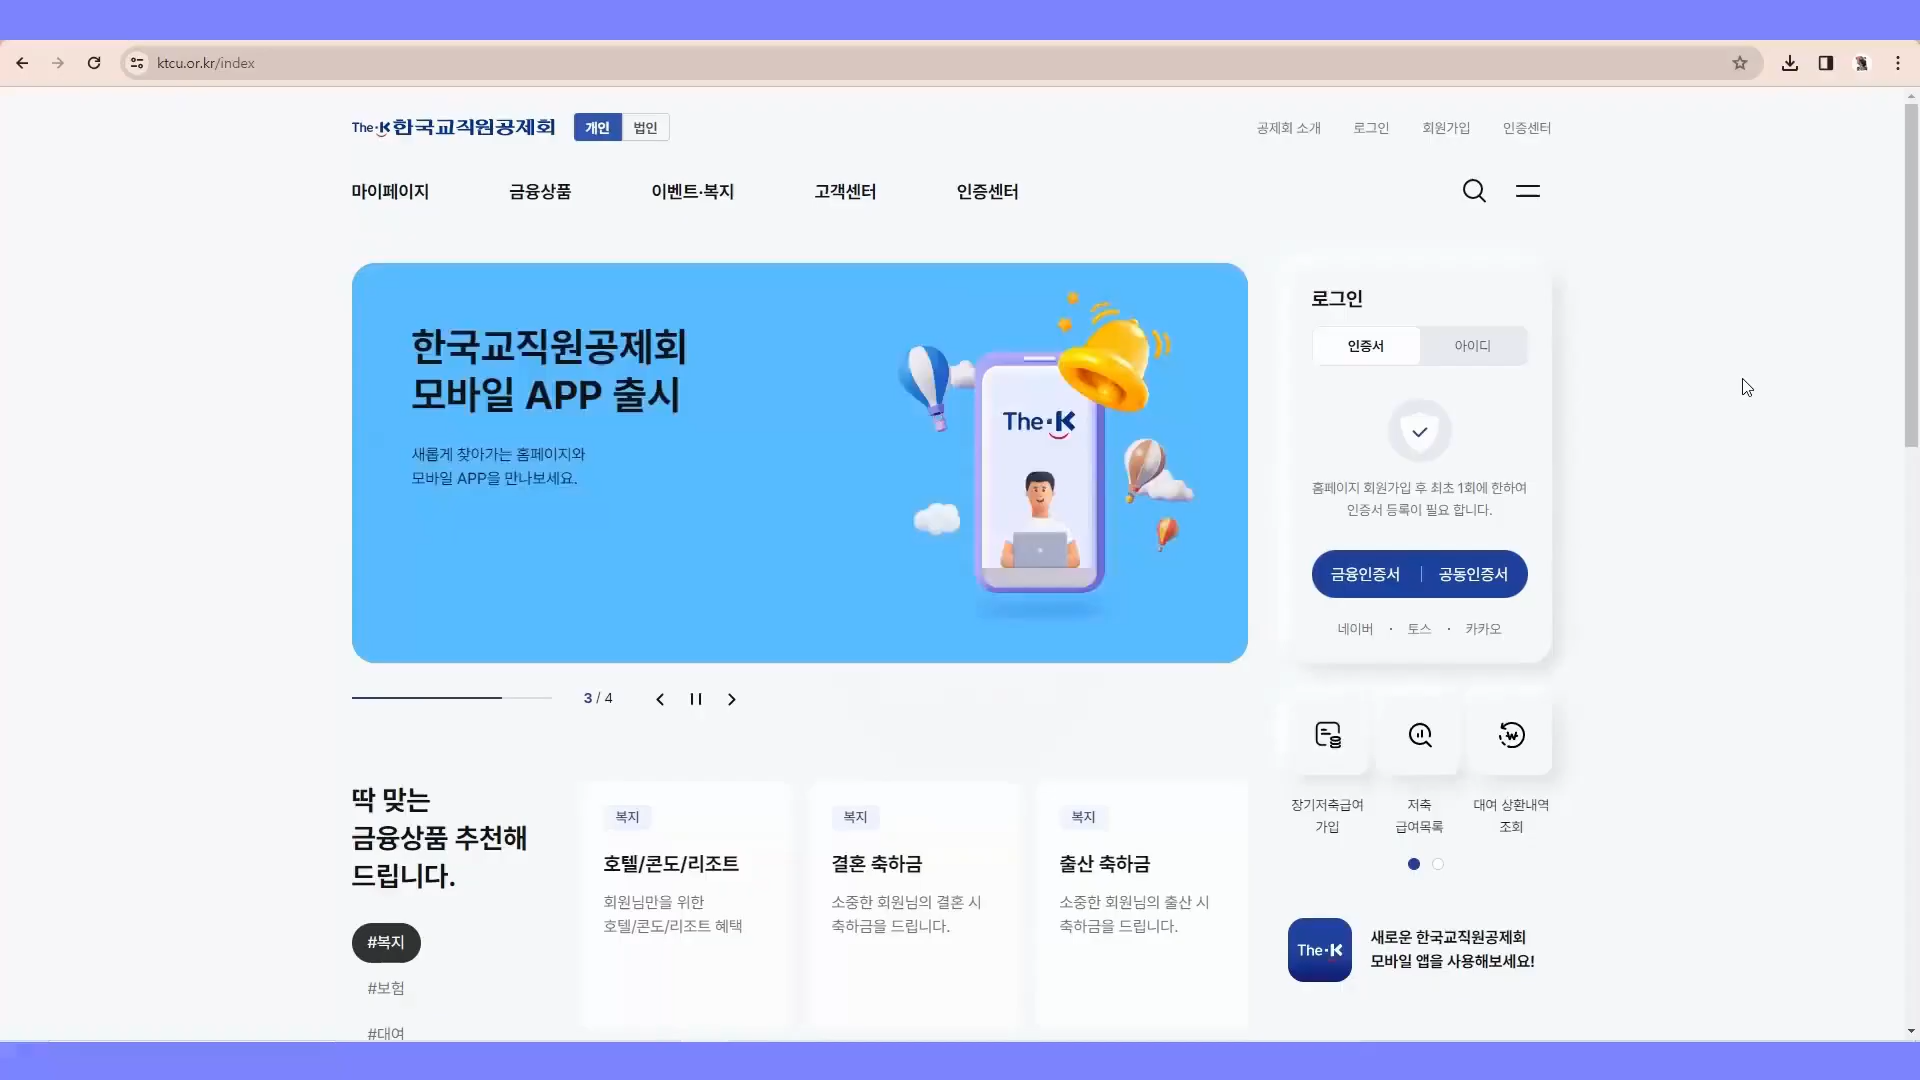 ktcu.or.kr/index
The·K한국교직원공제회
개인
법인
공제회 소개
로그인
회원가입
인증센터
마이페이지
금융상품
이벤트·복지
고객센터
인증센터
한국교직원공제회
모바일 APP 출시
새롭게 찾아가는 홈페이지와
모바일 APP을 만나보세요.
The·K
3 / 4
로그인
인증서
아이디
홈페이지 회원가입 후 최초 1회에 한하여
인증서 등록이 필요 합니다.
금융인증서
공동인증서
네이버 · 토스 · 카카오
장기저축급여
가입
저축
급여목록
대여 상환내역
조회
딱 맞는
금융상품 추천해
드립니다.
#복지
#보험
#대여
복지
호텔/콘도/리조트
회원님만을 위한
호텔/콘도/리조트 혜택
복지
결혼 축하금
소중한 회원님의 결혼 시
축하금을 드립니다.
복지
출산 축하금
소중한 회원님의 출산 시
축하금을 드립니다.
The·K
새로운 한국교직원공제회
모바일 앱을 사용해보세요!